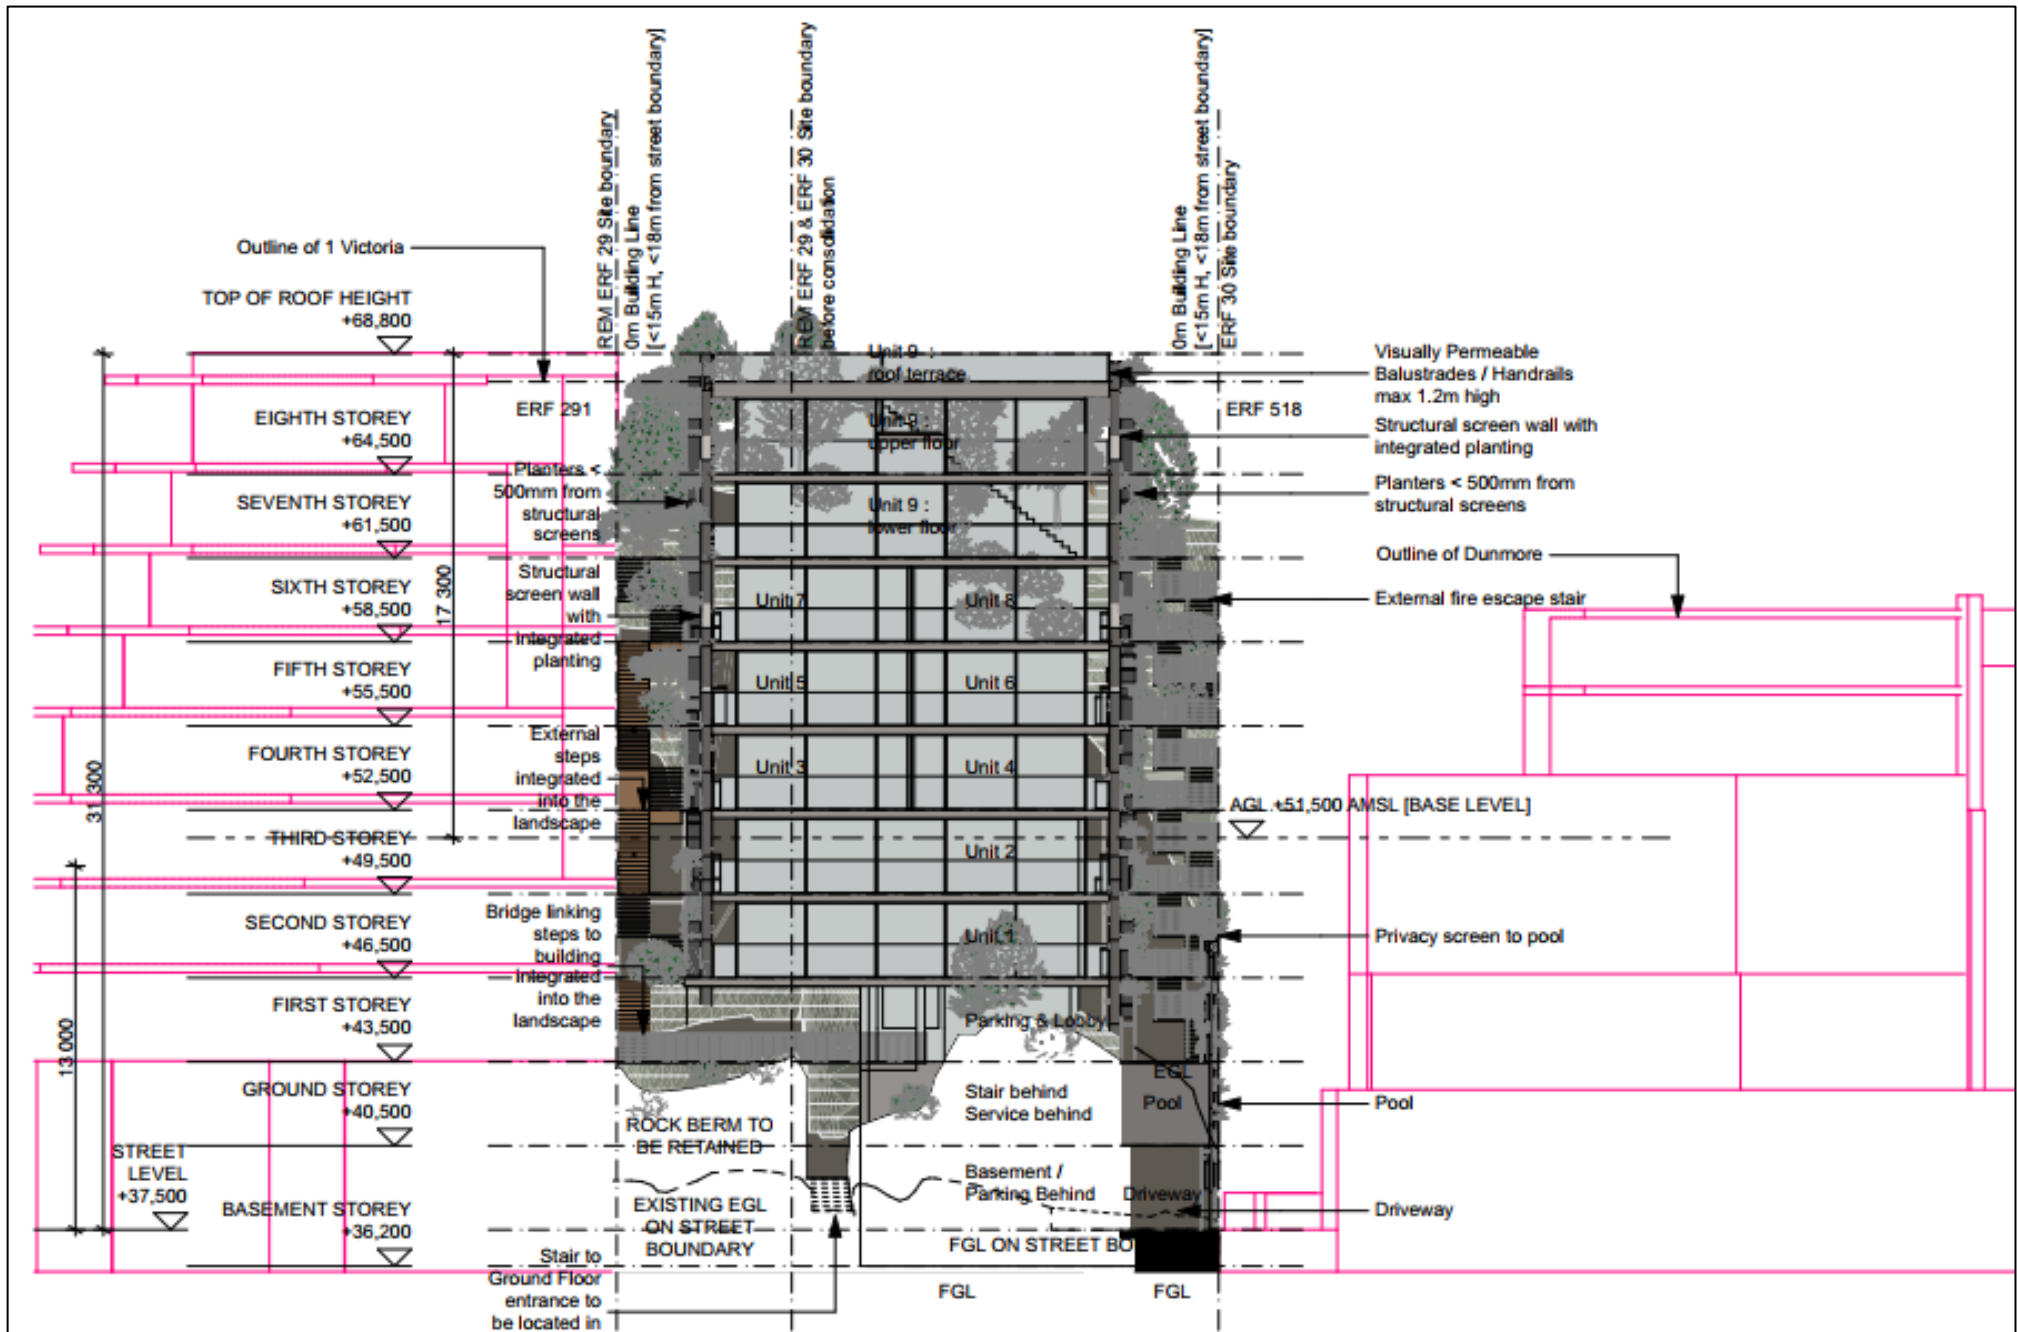 REM ERF 29 Site boundary
0m Building Line
[<15m H, <18m from street boundary]
REM ERF 29 & ERF 30 Site boundary
before consolidation
0m Building Line
[<15m H, <18m from street boundary]
ERF 30 Site boundary
Outline of 1 Victoria
TOP OF ROOF HEIGHT
+68,800
EIGHTH STOREY
+64,500
SEVENTH STOREY
+61,500
SIXTH STOREY
+58,500
FIFTH STOREY
+55,500
FOURTH STOREY
+52,500
THIRD STOREY
+49,500
SECOND STOREY
+46,500
FIRST STOREY
+43,500
GROUND STOREY
+40,500
STREET
LEVEL
+37,500
BASEMENT STOREY
+36,200
31 300
17 300
13 000
ERF 291
Planters <
500mm from
structural
screens
Structural
screen wall
with
integrated
planting
External
steps
integrated
into the
landscape
Bridge linking
steps to
building
integrated
into the
landscape
Stair to
Ground Floor
entrance to
be located in
Unit 9 :
roof terrace
Unit 9 :
upper floor
Unit 9 :
lower floor
Unit 7
Unit 8
Unit 5
Unit 6
Unit 3
Unit 4
Unit 2
Unit 1
Parking & Lobby
Stair behind
Service behind
EGL
Pool
ROCK BERM TO
BE RETAINED
Basement /
Parking Behind
Driveway
EXISTING EGL
ON STREET
BOUNDARY
FGL ON STREET BO
FGL
FGL
Visually Permeable
Balustrades / Handrails
max 1.2m high
ERF 518
Structural screen wall with
integrated planting
Planters < 500mm from
structural screens
Outline of Dunmore
External fire escape stair
AGL +51,500 AMSL [BASE LEVEL]
Privacy screen to pool
Pool
Driveway